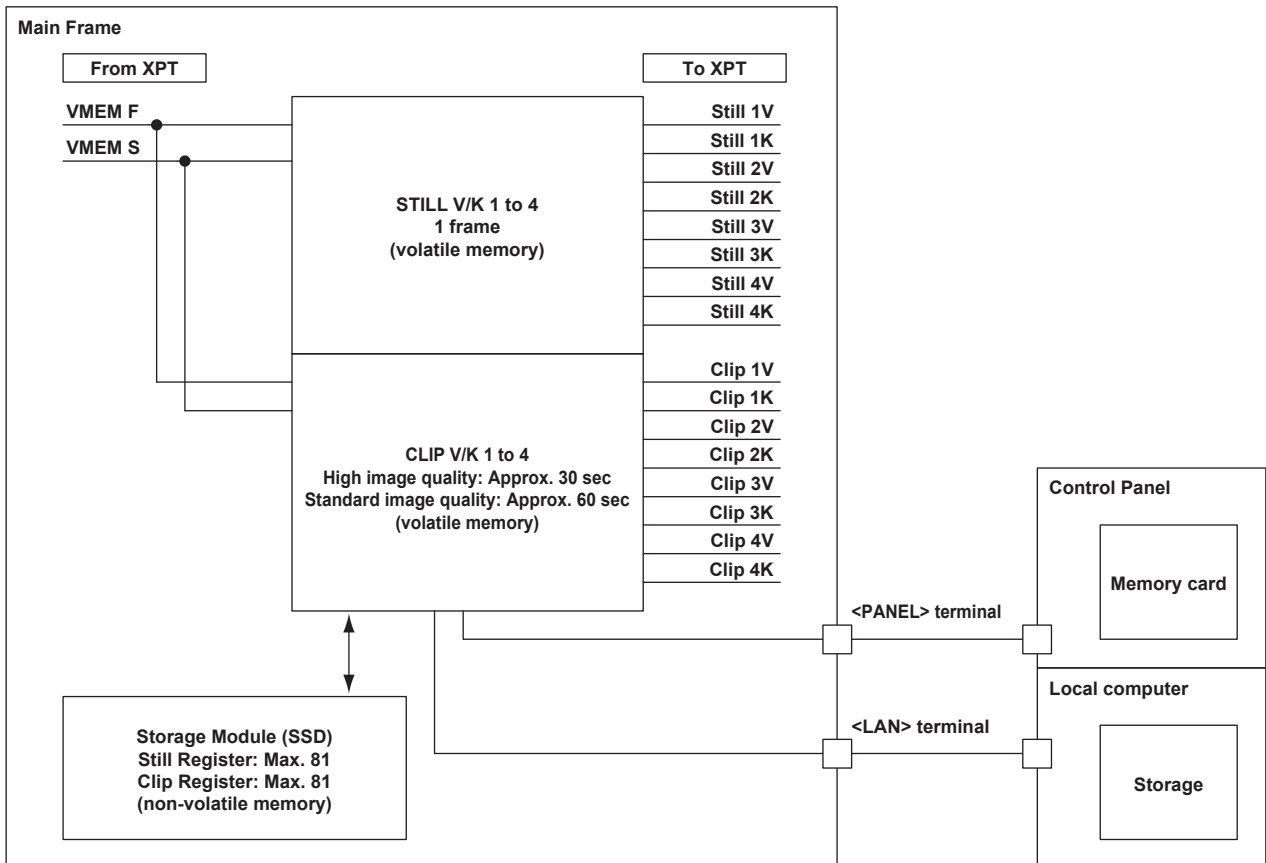 Main Frame
From XPT
To XPT
VMEM F
VMEM S
STILL V/K 1 to 4
1 frame
(volatile memory)
Still 1V
Still 1K
Still 2V
Still 2K
Still 3V
Still 3K
Still 4V
Still 4K
CLIP V/K 1 to 4
High image quality: Approx. 30 sec
Standard image quality: Approx. 60 sec
(volatile memory)
Clip 1V
Clip 1K
Clip 2V
Clip 2K
Clip 3V
Clip 3K
Clip 4V
Clip 4K
Storage Module (SSD)
Still Register: Max. 81
Clip Register: Max. 81
(non-volatile memory)
<PANEL> terminal
<LAN> terminal
Control Panel
Memory card
Local computer
Storage